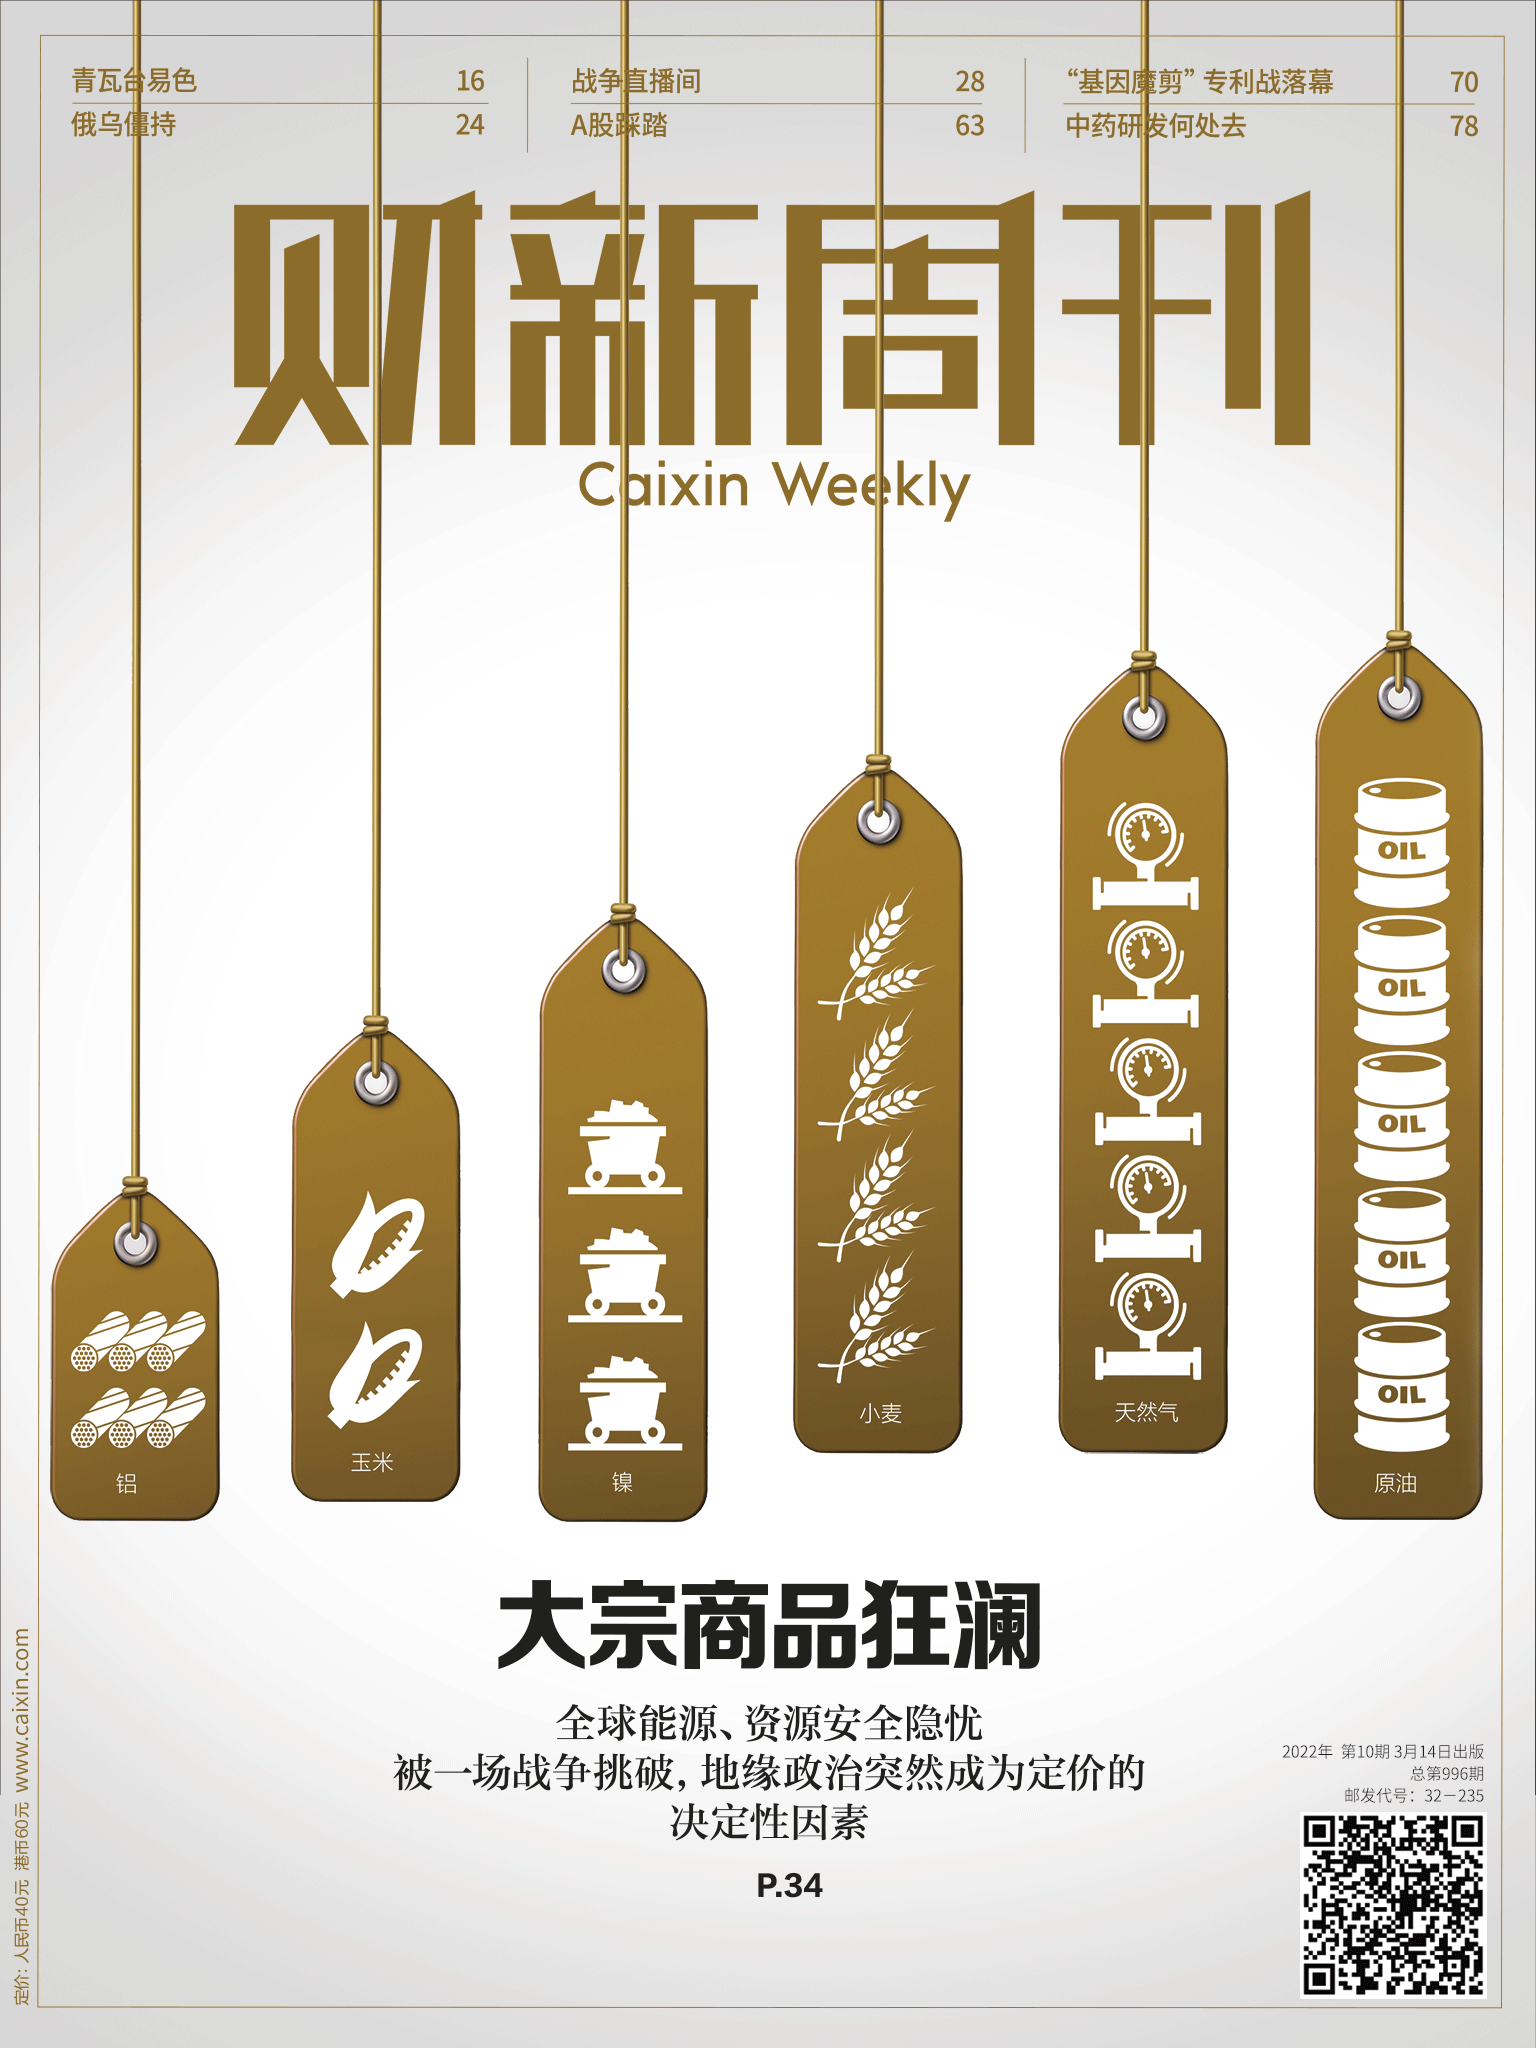 青瓦台易色 16
俄乌僵持 24
战争直播间 28
A股踩踏 63
“基因魔剪”专利战落幕 70
中药研发何处去 78
财新周刊
Caixin Weekly
OIL
OIL
OIL
OIL
OIL
铝
玉米
镍
小麦
天然气
原油
大宗商品狂澜
全球能源、资源安全隐忧
被一场战争挑破,地缘政治突然成为定价的
决定性因素
P.34
2022年 第10期 3月14日出版
总第996期
邮发代号：32－235
定价：人民币40元 港币60元 www.caixin.com